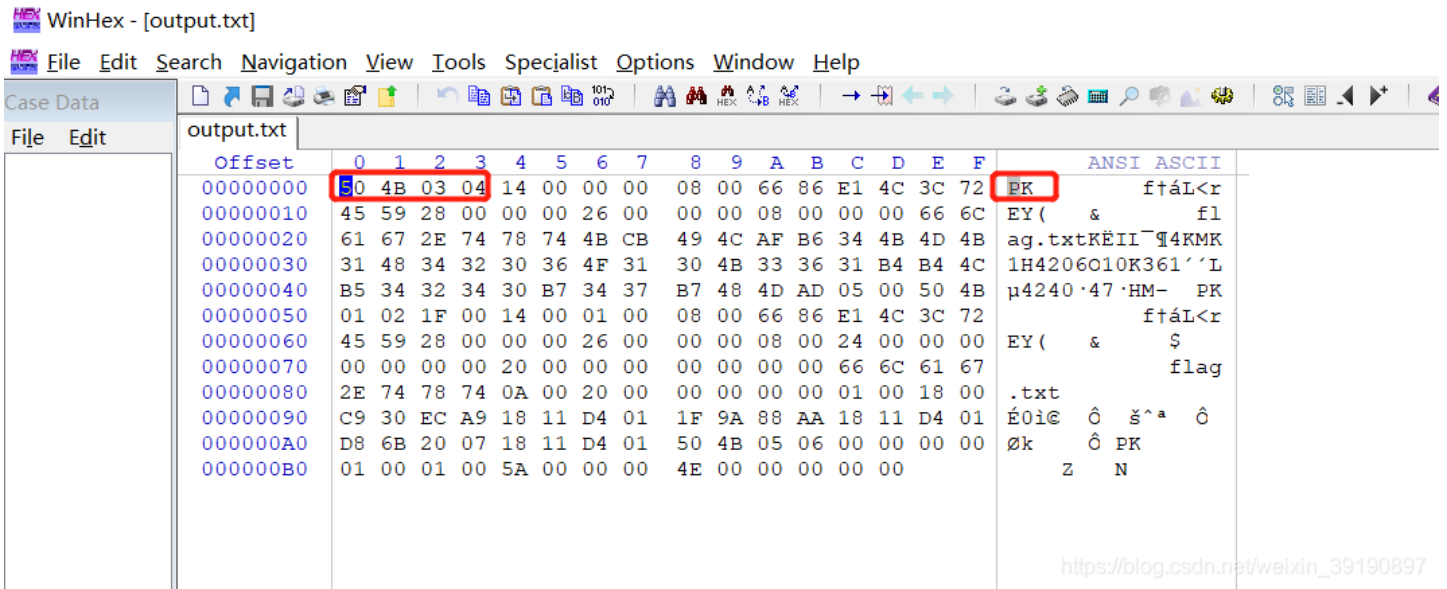 WinHex - [output.txt]
File Edit Search Navigation View Tools Specialist Options Window Help
Case Data
File Edit
output.txt
Offset 0 1 2 3 4 5 6 7 8 9 A B C D E F ANSI ASCII
00000000 50 4B 03 04 14 00 00 00 08 00 66 86 E1 4C 3C 72 PK f†áL<r
00000010 45 59 28 00 00 00 26 00 00 00 08 00 00 00 66 6C EY( & fl
00000020 61 67 2E 74 78 74 4B CB 49 4C AF B6 34 4B 4D 4B ag.txtKËIL¯¶4KMK
00000030 31 48 34 32 30 36 4F 31 30 4B 33 36 31 B4 B4 4C 1H4206O10K361´´L
00000040 B5 34 32 34 30 B7 34 37 B7 48 4D AD 05 00 50 4B µ4240·47·HM- PK
00000050 01 02 1F 00 14 00 01 00 08 00 66 86 E1 4C 3C 72 f†áL<r
00000060 45 59 28 00 00 00 26 00 00 00 08 00 24 00 00 00 EY( & $
00000070 00 00 00 00 20 00 00 00 00 00 00 00 66 6C 61 67 flag
00000080 2E 74 78 74 0A 00 20 00 00 00 00 00 01 00 18 00 .txt
00000090 C9 30 EC A9 18 11 D4 01 1F 9A 88 AA 18 11 D4 01 É0ì© Ô šˆª Ô
000000A0 D8 6B 20 07 18 11 D4 01 50 4B 05 06 00 00 00 00 Øk Ô PK
000000B0 01 00 01 00 5A 00 00 00 4E 00 00 00 00 00 Z N
https://blog.csdn.net/weixin_39190897